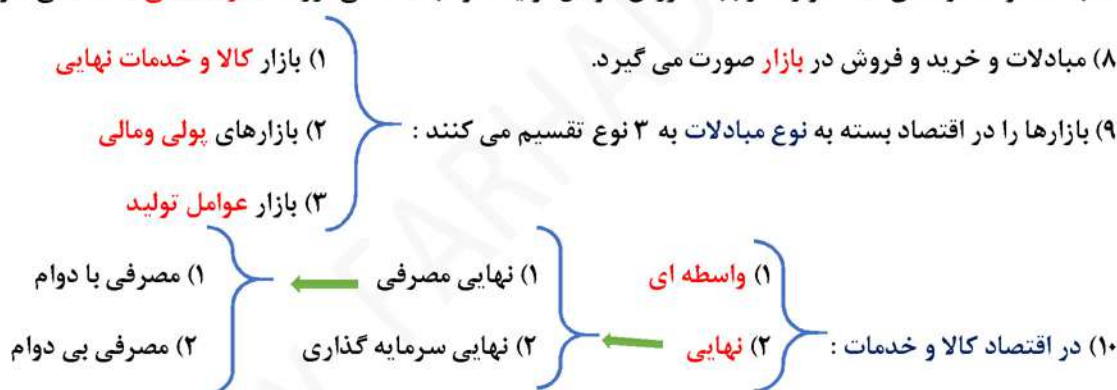 ۸) مبادلات و خرید و فروش در بازار صورت می گیرد.
۹) بازارها را در اقتصاد بسته به نوع مبادلات به ۳ نوع تقسیم می کنند :
۱) بازار کالا و خدمات نهایی
۲) بازارهای پولی ومالی
۳) بازار عوامل تولید
۱۰) در اقتصاد کالا و خدمات :
۱) واسطه ای
۲) نهایی
۱) نهایی مصرفی
۲) نهایی سرمایه گذاری
۱) مصرفی با دوام
۲) مصرفی بی دوام